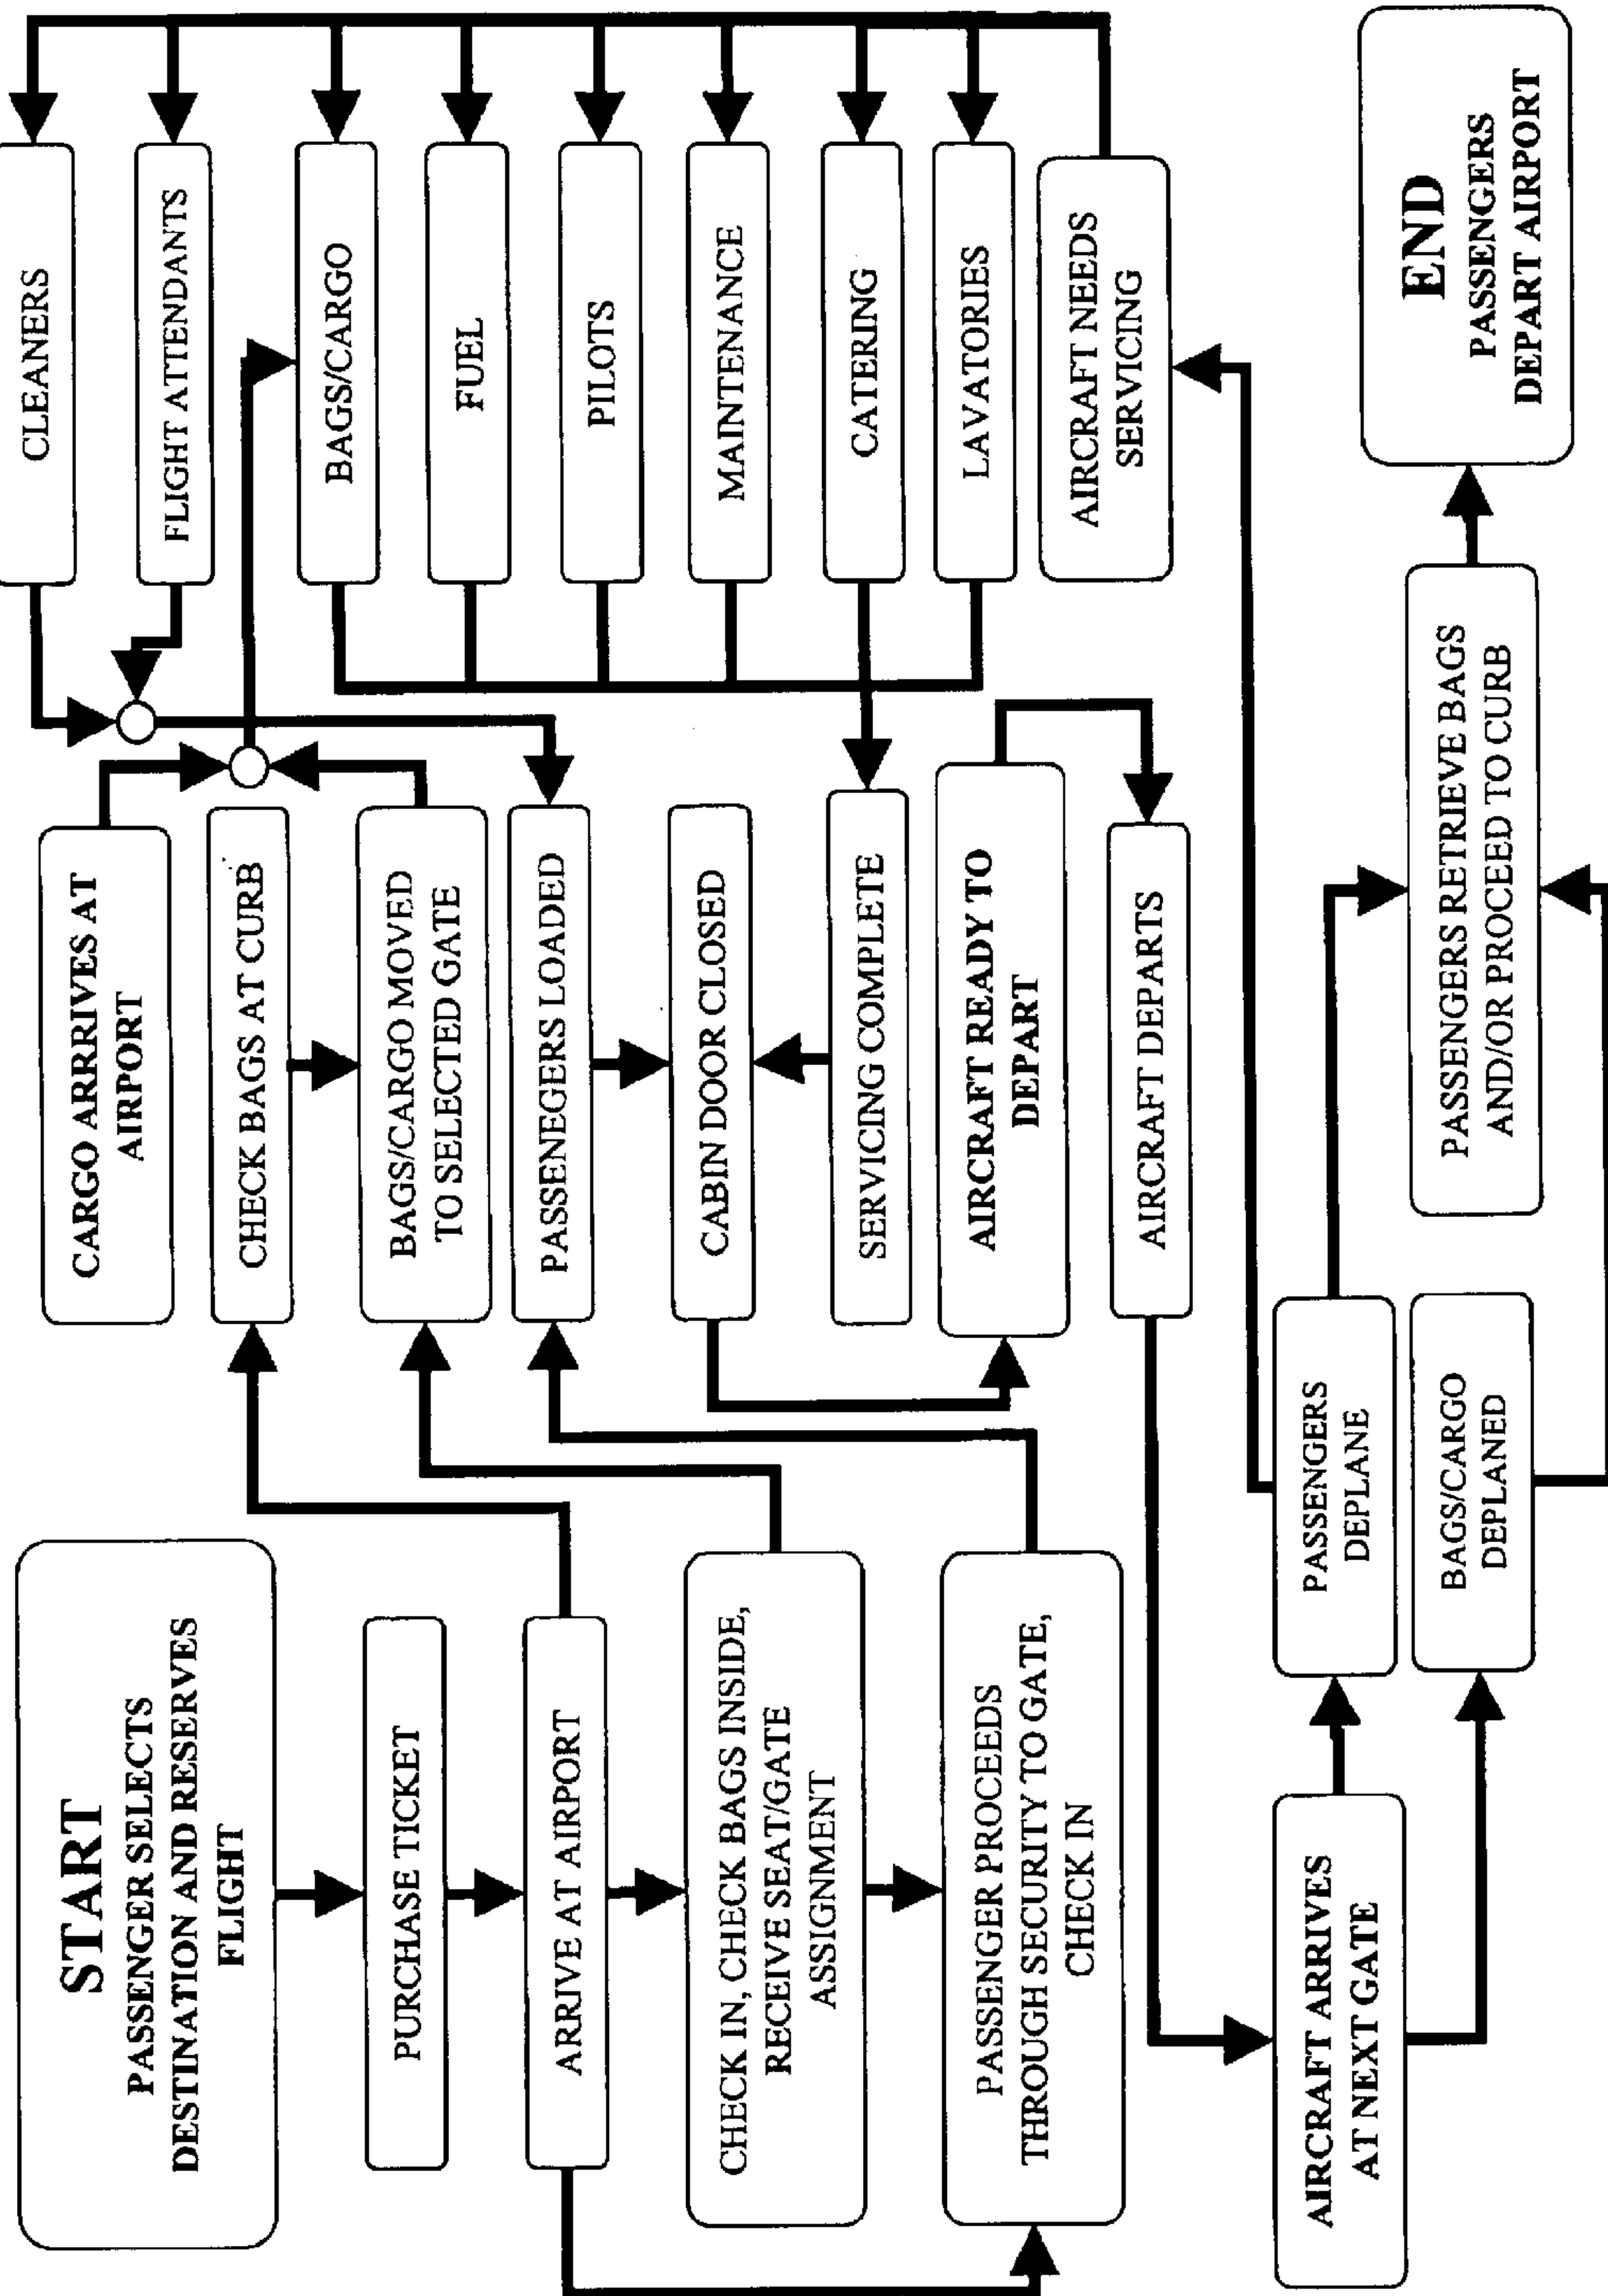 START
PASSENGER SELECTS
DESTINATION AND RESERVES
FLIGHT
PURCHASE TICKET
ARRIVE AT AIRPORT
CHECK IN, CHECK BAGS INSIDE,
RECEIVE SEAT/GATE
ASSIGNMENT
PASSENGER PROCEEDS
THROUGH SECURITY TO GATE,
CHECK IN
CARGO ARRRIVES AT
AIRPORT
CHECK BAGS AT CURB
BAGS/CARGO MOVED
TO SELECTED GATE
PASSENEGERS LOADED
CABIN DOOR CLOSED
SERVICING COMPLETE
AIRCRAFT READY TO
DEPART
AIRCRAFT DEPARTS
CLEANERS
FLIGHT ATTENDANTS
BAGS/CARGO
FUEL
PILOTS
MAINTENANCE
CATERING
LAVATORIES
AIRCRAFT NEEDS
SERVICING
AIRCRAFT ARRIVES
AT NEXT GATE
PASSENGERS
DEPLANE
BAGS/CARGO
DEPLANED
PASSENGERS RETRIEVE BAGS
AND/OR PROCEED TO CURB
END
PASSENGERS
DEPART AIRPORT